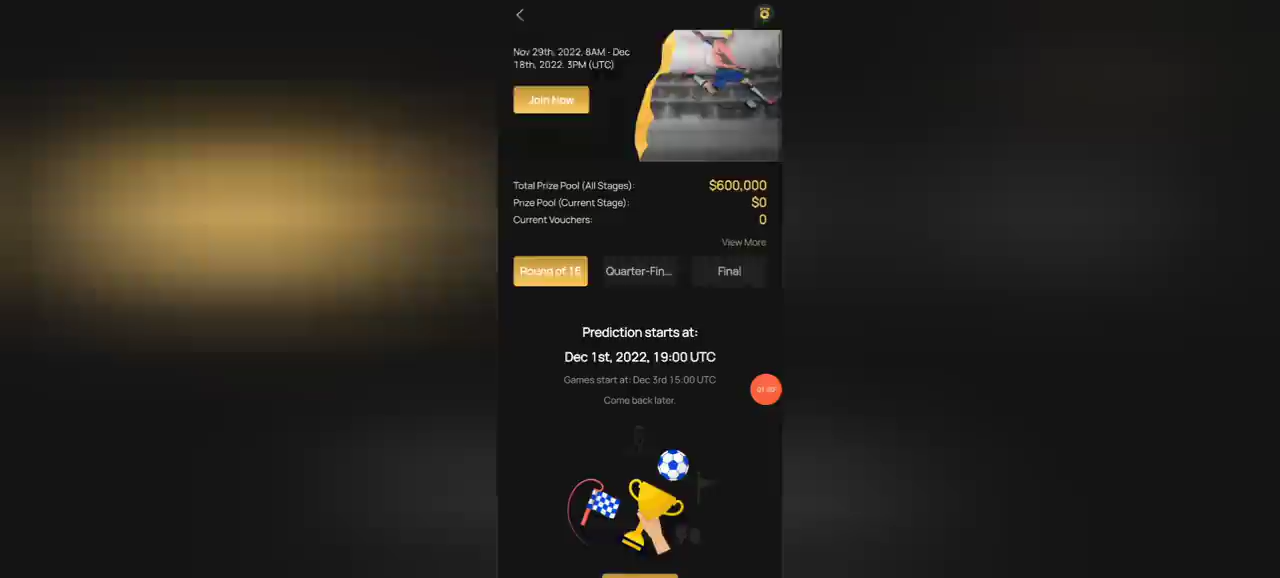 Nov 29th, 2022, 8AM - Dec
18th, 2022. 3PM (UTC)
Join Now
Total Prize Pool (All Stages):
$600,000
Prize Pool (Current Stage):
$0
Current Vouchers:
0
View More
Round of 16
Quarter-Fin...
Final
Prediction starts at:
Dec 1st, 2022, 19:00 UTC
Games start at: Dec 3rd 15:00 UTC
Come back later.